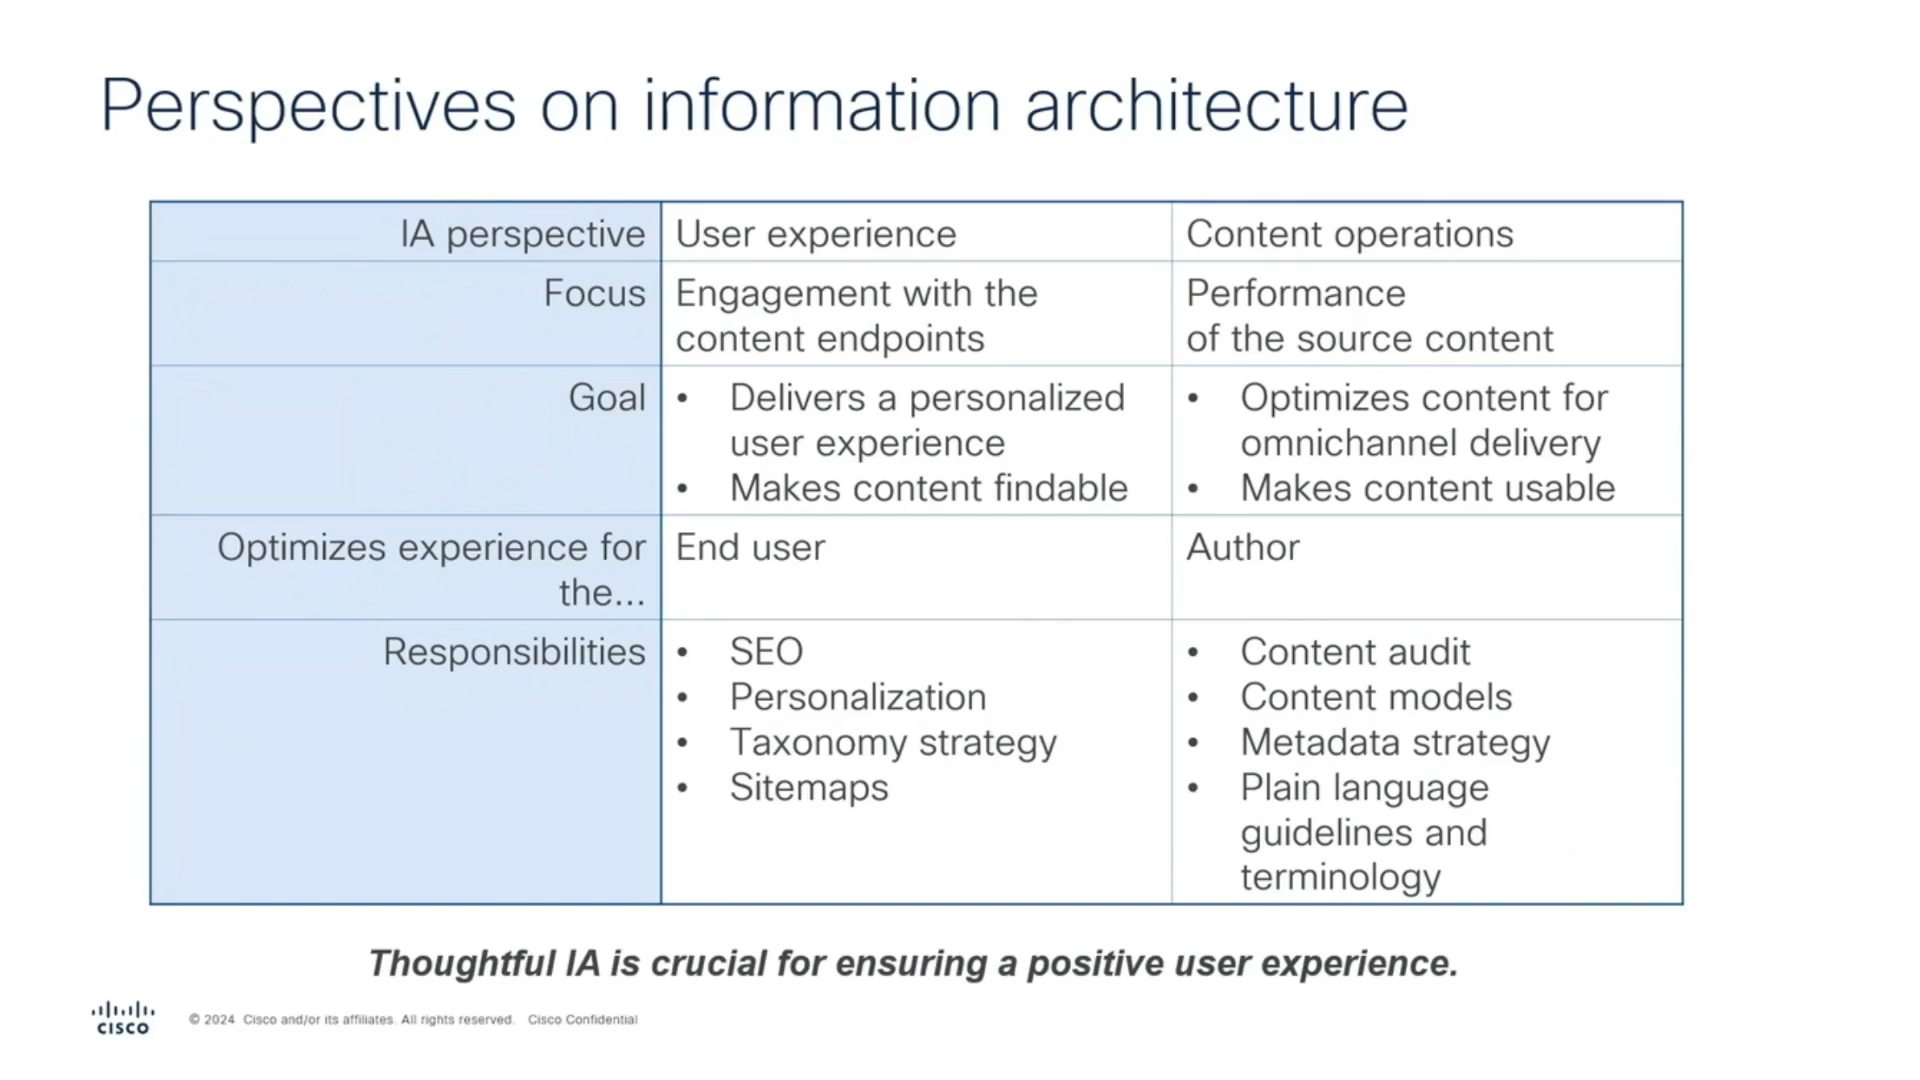 Perspectives on information architecture
IA perspective
User experience
Content operations
Focus
Engagement with the
content endpoints
Performance
of the source content
Goal
• Delivers a personalized
user experience
• Makes content findable
• Optimizes content for
omnichannel delivery
• Makes content usable
Optimizes experience for
the...
End user
Author
Responsibilities
• SEO
• Personalization
• Taxonomy strategy
• Sitemaps
• Content audit
• Content models
• Metadata strategy
• Plain language
guidelines and
terminology
Thoughtful IA is crucial for ensuring a positive user experience.
CISCO
© 2024 Cisco and/or its affiliates. All rights reserved. Cisco Confidential